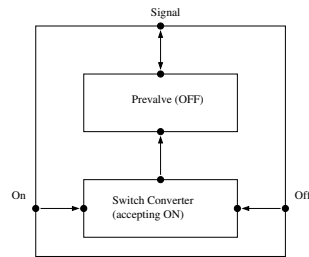 Signal
Prevalve (OFF)
On
Off
Switch Converter
(accepting ON)